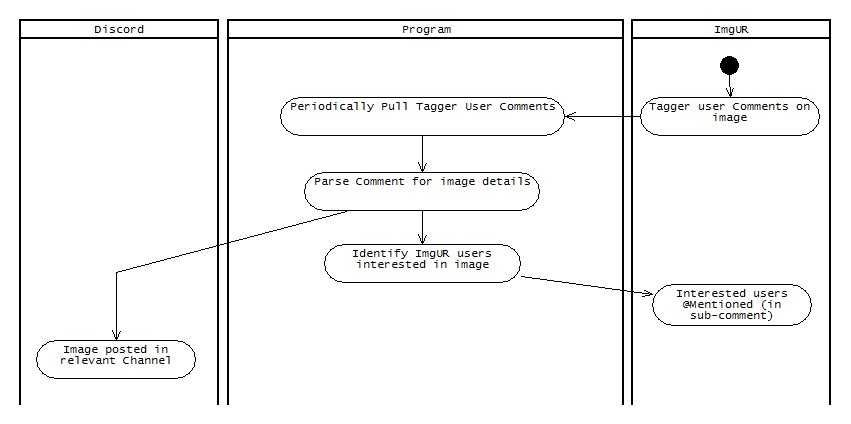 Discord
Program
ImgUR
Periodically Pull Tagger User Comments
Tagger user Comments on
image
Parse Comment for image details
Identify ImgUR users
interested in image
Interested users
@Mentioned (in
sub-comment)
Image posted in
relevant Channel